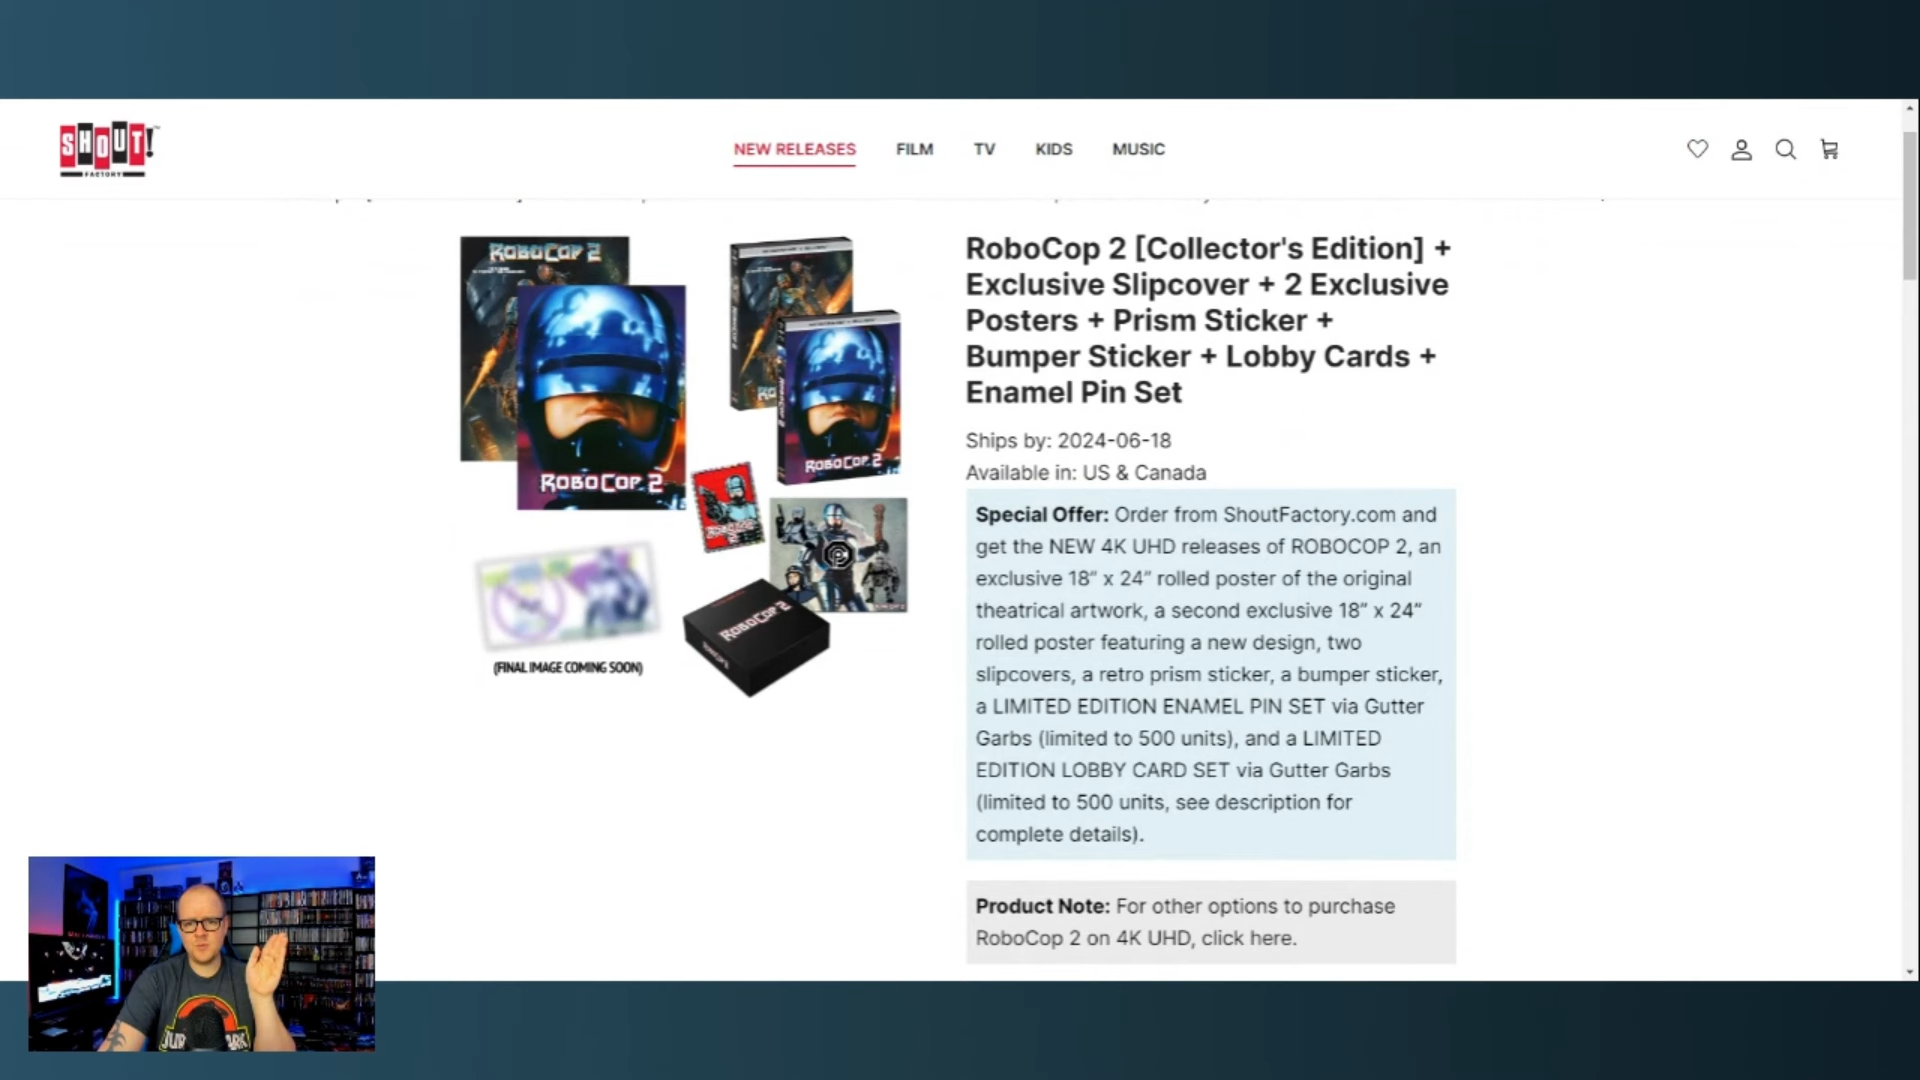 SHOUT!
FACTORY
NEW RELEASES
FILM
TV
KIDS
MUSIC
ROBOCOP 2
ROBOCOP 2
ROBOCOP 2
ROBOCOP 2
(FINAL IMAGE COMING SOON)
RoboCop 2 [Collector's Edition] +
Exclusive Slipcover + 2 Exclusive
Posters + Prism Sticker +
Bumper Sticker + Lobby Cards +
Enamel Pin Set
Ships by: 2024-06-18
Available in: US & Canada
Special Offer: Order from ShoutFactory.com and
get the NEW 4K UHD releases of ROBOCOP 2, an
exclusive 18” x 24” rolled poster of the original
theatrical artwork, a second exclusive 18” x 24”
rolled poster featuring a new design, two
slipcovers, a retro prism sticker, a bumper sticker,
a LIMITED EDITION ENAMEL PIN SET via Gutter
Garbs (limited to 500 units), and a LIMITED
EDITION LOBBY CARD SET via Gutter Garbs
(limited to 500 units, see description for
complete details).
Product Note: For other options to purchase
RoboCop 2 on 4K UHD, click here.